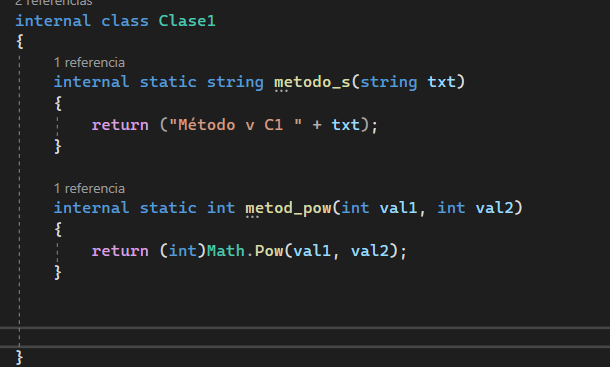 2 referencias
internal class Clase1
{
1 referencia
internal static string metodo_s(string txt)
{
return ("Método v C1 " + txt);
}
1 referencia
internal static int metod_pow(int val1, int val2)
{
return (int)Math.Pow(val1, val2);
}
}